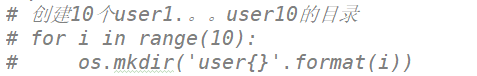 # 创建10个user1.。。user10的目录
# for i in range(10):
#     os.mkdir('user{}'.format(i))